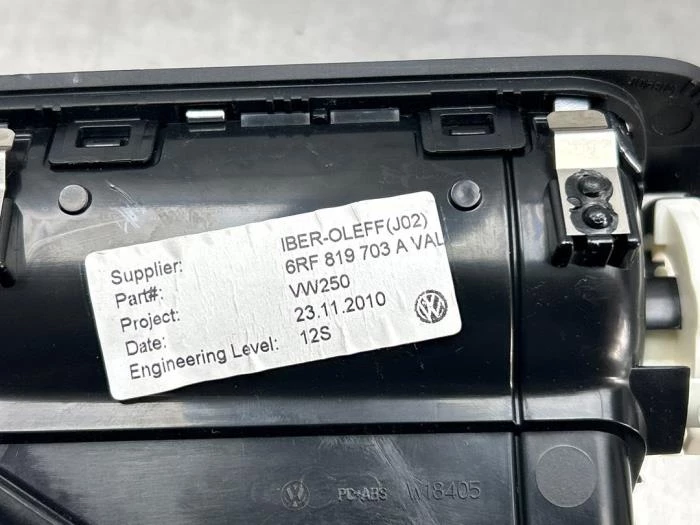 Supplier: IBER-OLEFF(J02)
Part#: 6RF 819 703 A VAL
Project: VW250
Date: 23.11.2010
Engineering Level: 12S
PC+ABS W18405